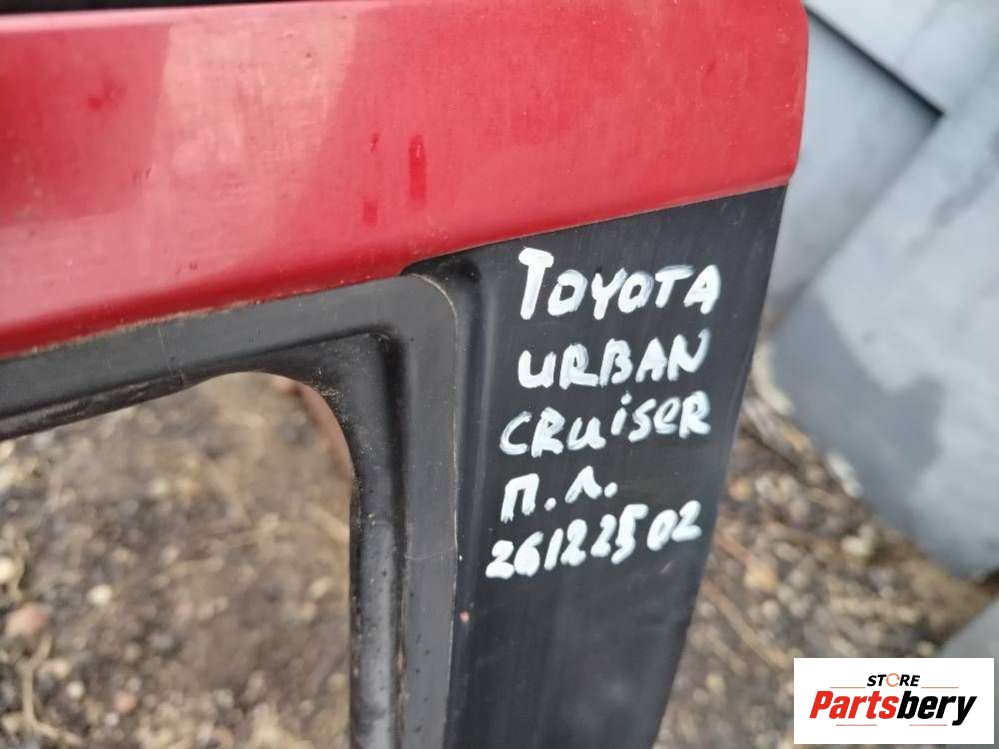 TOYOTA
URBAN
CRUiSER
П.Л.
26122502
STORE
Partsbery